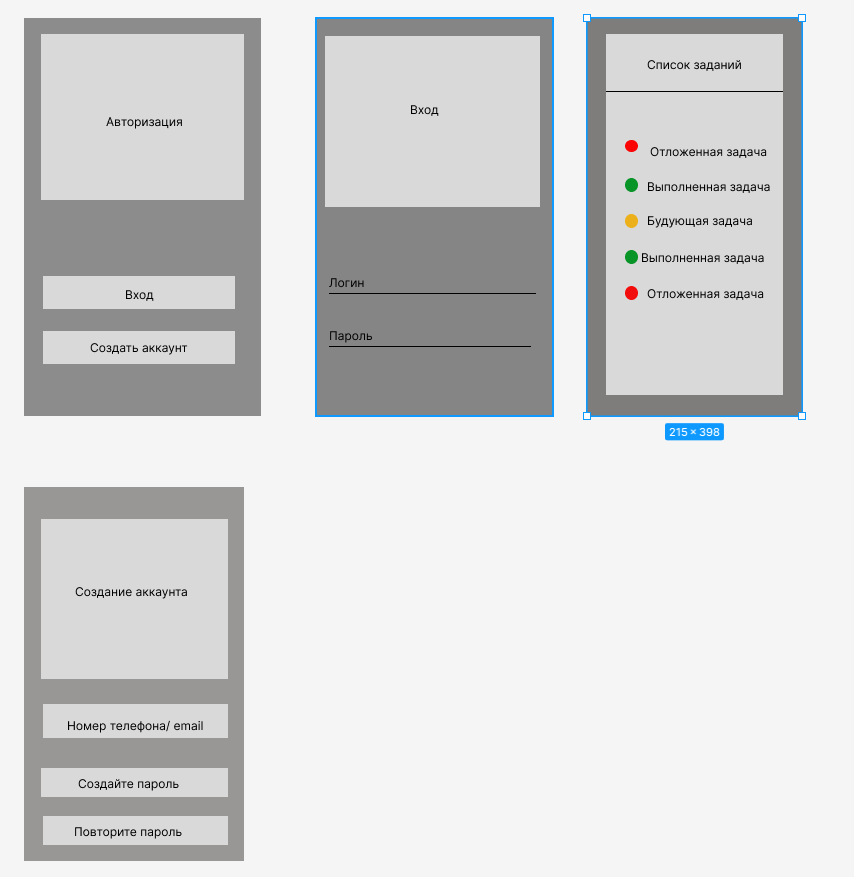 Авторизация
Вход
Создать аккаунт
Вход
Логин
Пароль
Список заданий
Отложенная задача
Выполненная задача
Будующая задача
Выполненная задача
Отложенная задача
215 × 398
Создание аккаунта
Номер телефона/ email
Создайте пароль
Повторите пароль